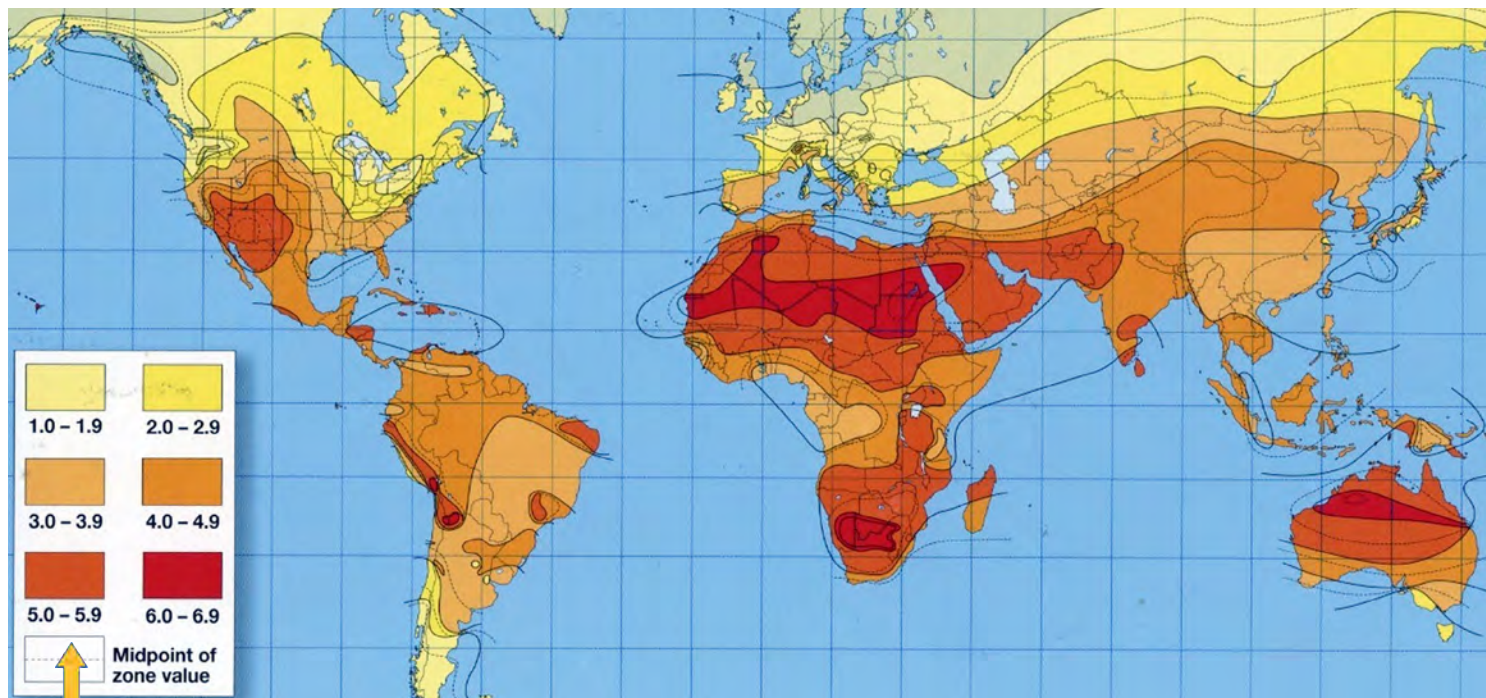 1.0 – 1.9
2.0 – 2.9
3.0 – 3.9
4.0 – 4.9
5.0 – 5.9
6.0 – 6.9
Midpoint of
zone value